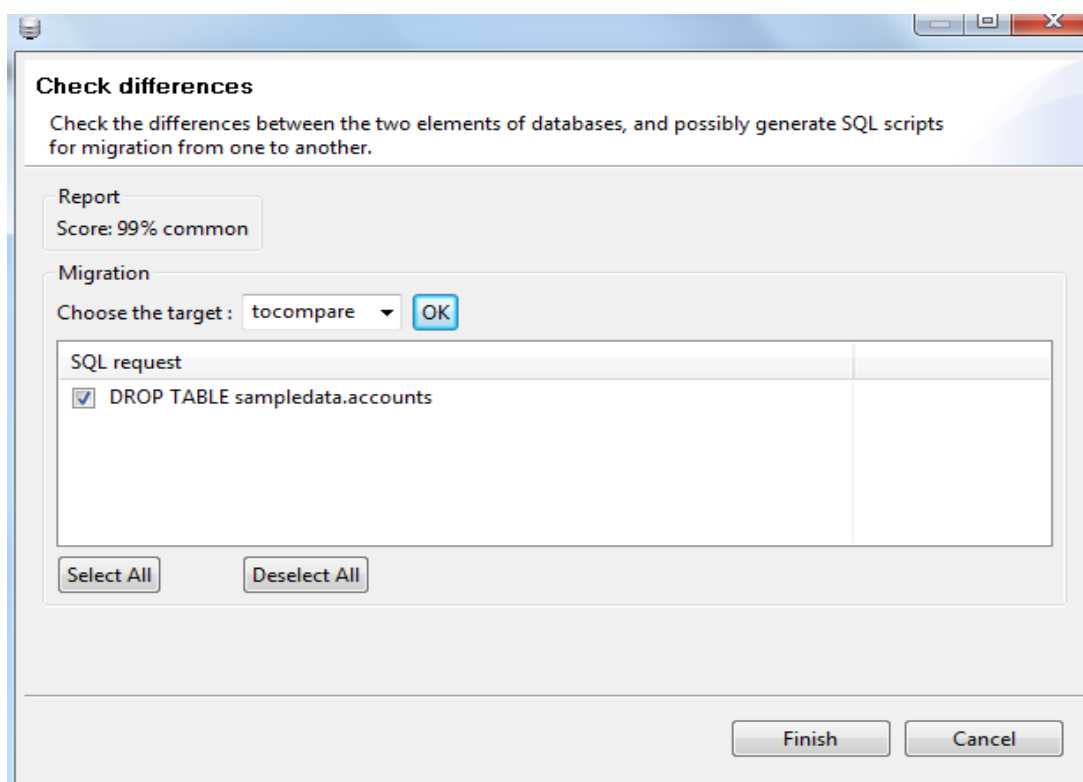 Check differences
Check the differences between the two elements of databases, and possibly generate SQL scripts
for migration from one to another.
Report
Score: 99% common
Migration
Choose the target : tocompare OK
SQL request
DROP TABLE sampledata.accounts
Select All Deselect All
Finish Cancel